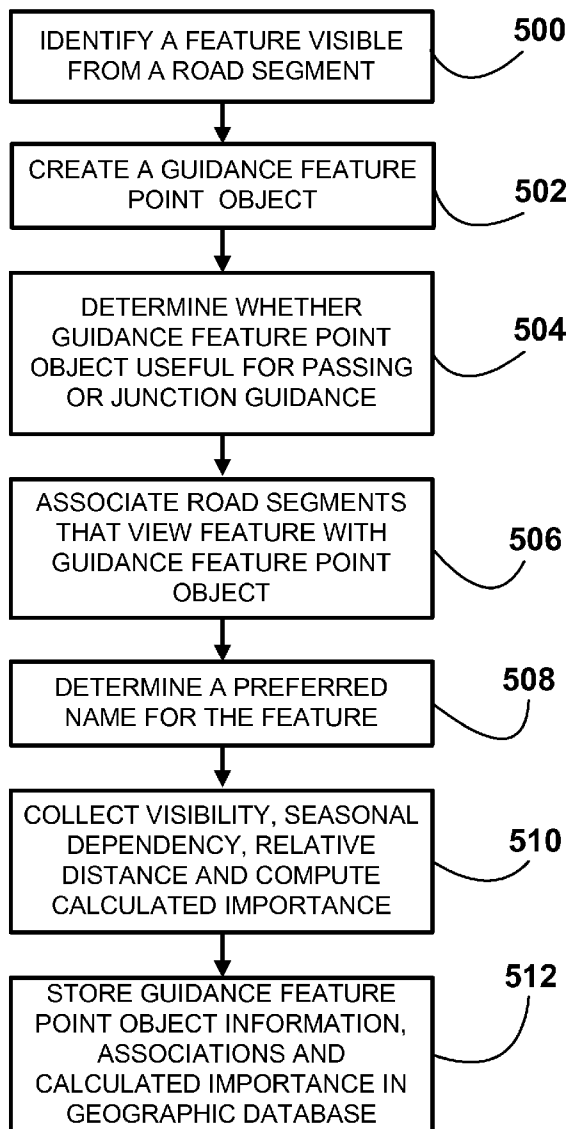 IDENTIFY A FEATURE VISIBLE
FROM A ROAD SEGMENT
500
CREATE A GUIDANCE FEATURE
POINT OBJECT
502
DETERMINE WHETHER
GUIDANCE FEATURE POINT
OBJECT USEFUL FOR PASSING
OR JUNCTION GUIDANCE
504
ASSOCIATE ROAD SEGMENTS
THAT VIEW FEATURE WITH
GUIDANCE FEATURE POINT
OBJECT
506
DETERMINE A PREFERRED
NAME FOR THE FEATURE
508
COLLECT VISIBILITY, SEASONAL
DEPENDENCY, RELATIVE
DISTANCE AND COMPUTE
CALCULATED IMPORTANCE
510
STORE GUIDANCE FEATURE
POINT OBJECT INFORMATION,
ASSOCIATIONS AND
CALCULATED IMPORTANCE IN
GEOGRAPHIC DATABASE
512